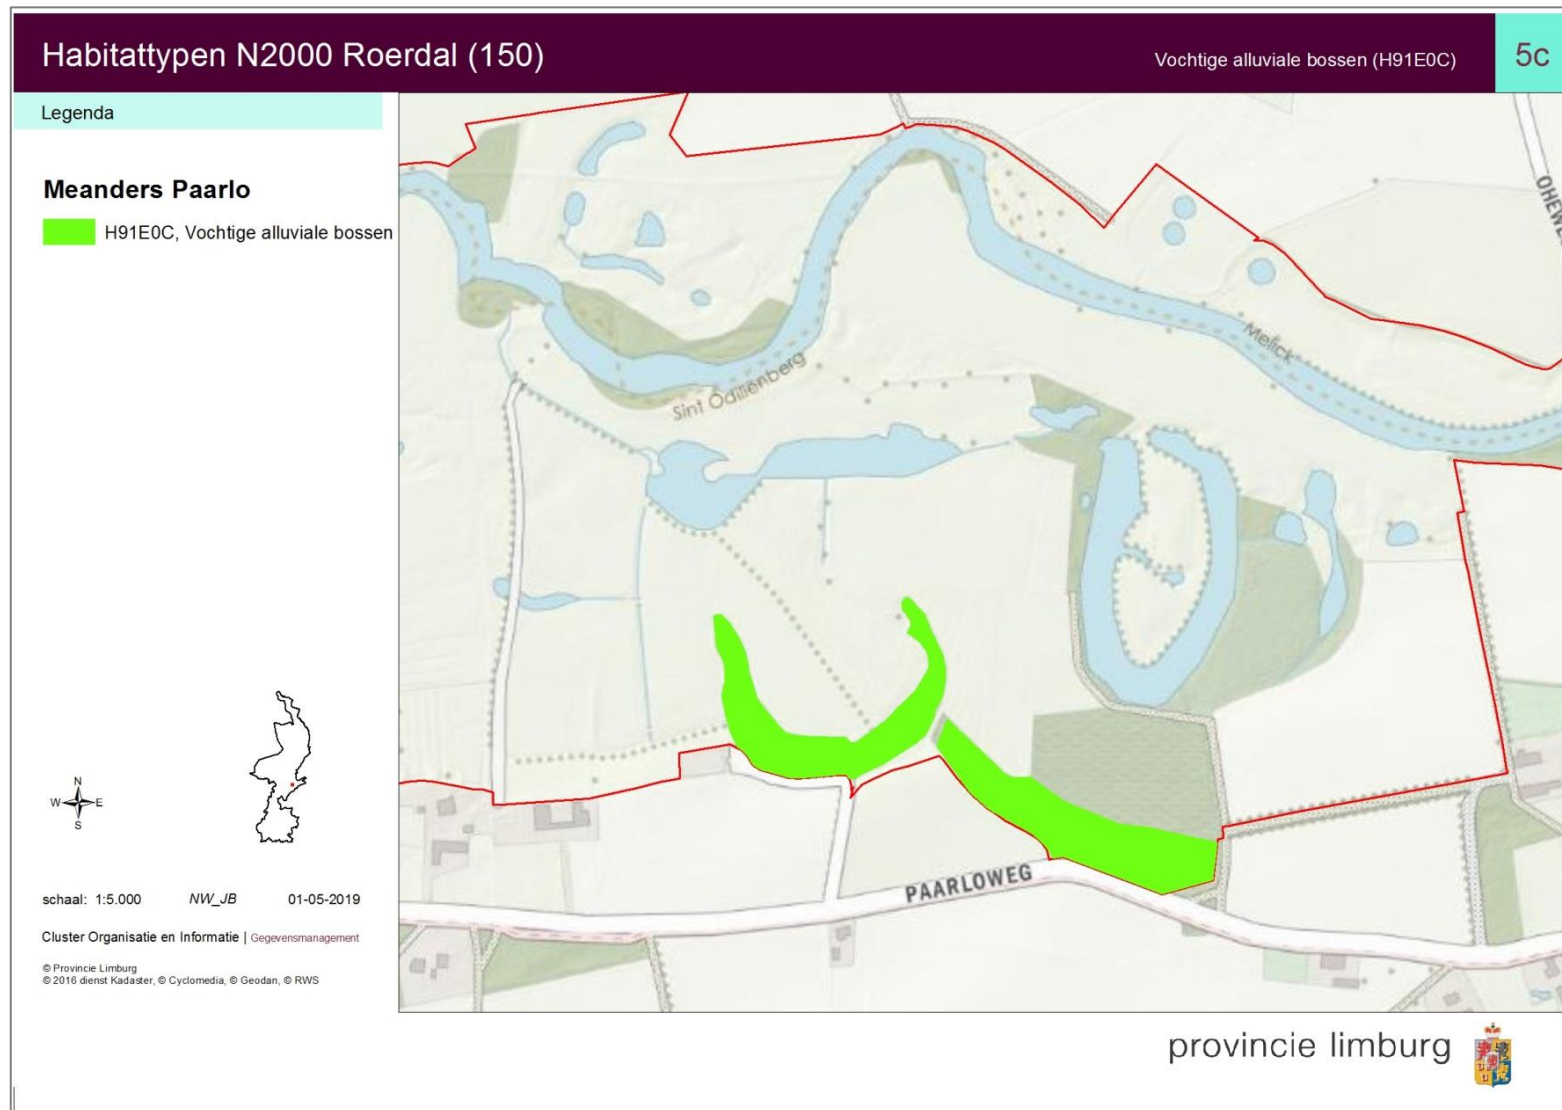 Habitattypen N2000 Roerdal (150)
Vochtige alluviale bossen (H91E0C)
5c
Legenda
Meanders Paarlo
H91E0C, Vochtige alluviale bossen
OHEWE
Melick
Sint Odiliënberg
PAARLOWEG
N
W
E
S
schaal: 1:5.000
NW_JB
01-05-2019
Cluster Organisatie en Informatie | Gegevensmanagement
© Provincie Limburg
© 2016 dienst Kadaster, © Cyclomedia, © Geodan, © RWS
provincie limburg